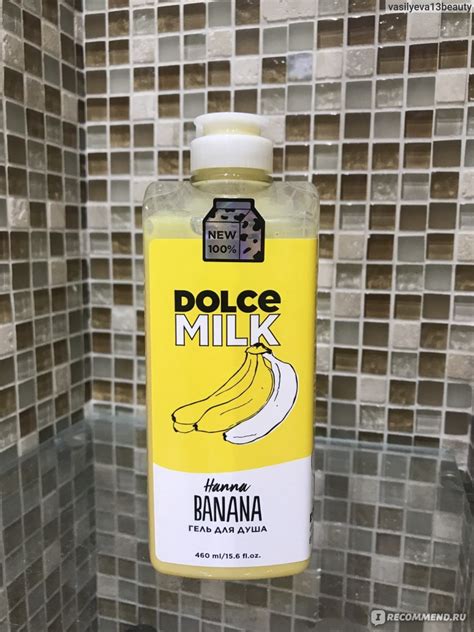 vasilyeva13beauty
NEW
100%
DOLCE
MILK
Hanna
BANANA
ГЕЛЬ ДЛЯ ДУША
460 ml/15.6 fl.oz.
I RECOMMEND.RU